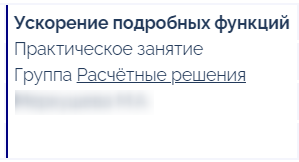 Ускорение подробных функций
Практическое занятие
Группа Расчётные решения